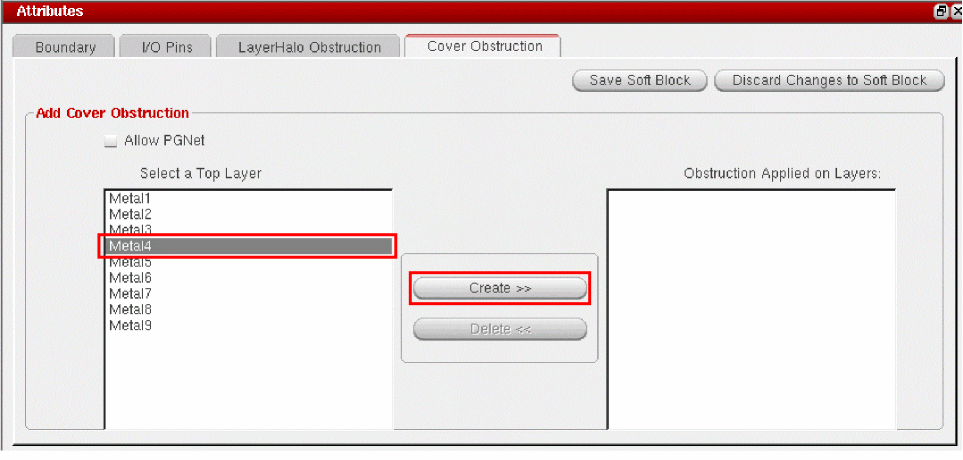 Attributes
Boundary
I/O Pins
LayerHalo Obstruction
Cover Obstruction
Save Soft Block
Discard Changes to Soft Block
Add Cover Obstruction
Allow PGNet
Select a Top Layer
Obstruction Applied on Layers:
Metal1
Metal2
Metal3
Metal4
Metal5
Metal6
Metal7
Metal8
Metal9
Create >>
Delete <<